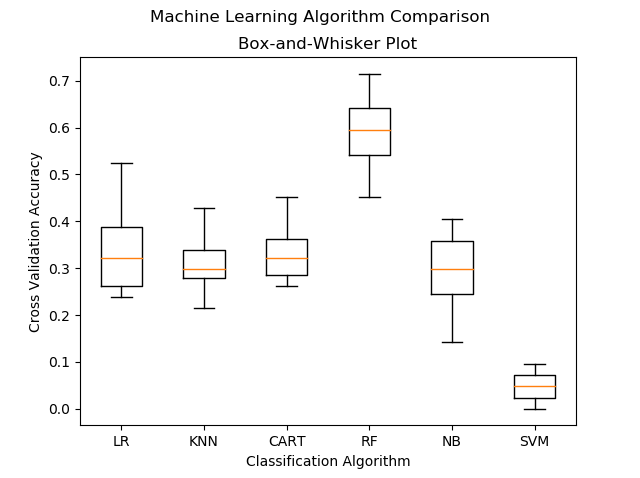 Machine Learning Algorithm Comparison
Box-and-Whisker Plot
Cross Validation Accuracy
0.7
0.6
0.5
0.4
0.3
0.2
0.1
0.0
LR KNN CART RF NB SVM
Classification Algorithm